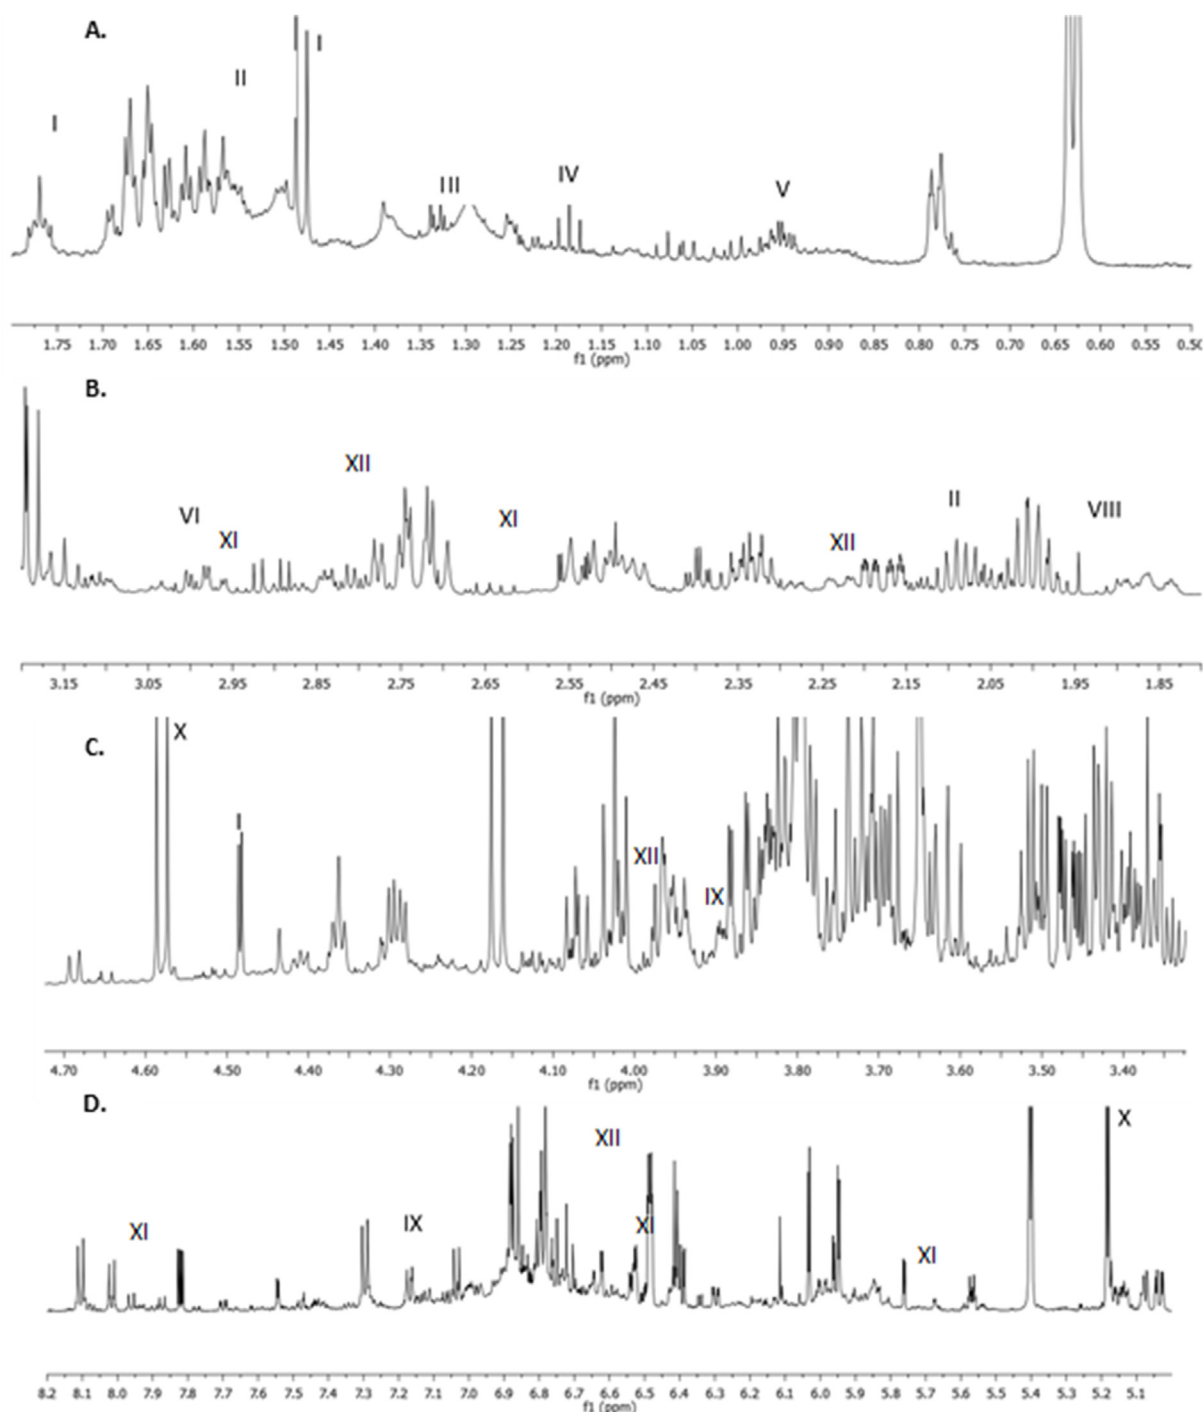 A.
I
II
I
III
IV
V
1.75 1.70 1.65 1.60 1.55 1.50 1.45 1.40 1.35 1.30 1.25 1.20 1.15 1.10 1.05 1.00 0.95 0.90 0.85 0.80 0.75 0.70 0.65 0.60 0.55 0.50
f1 (ppm)
B.
VI
XI
XII
XI
XII
II
VIII
3.15 3.05 2.95 2.85 2.75 2.65 2.55 2.45 2.35 2.25 2.15 2.05 1.95 1.85
f1 (ppm)
C.
X
I
XII
IX
4.70 4.60 4.50 4.40 4.30 4.20 4.10 4.00 3.90 3.80 3.70 3.60 3.50 3.40
f1 (ppm)
D.
XI
IX
XII
XI
XI
X
8.2 8.1 8.0 7.9 7.8 7.7 7.6 7.5 7.4 7.3 7.2 7.1 7.0 6.9 6.8 6.7 6.6 6.5 6.4 6.3 6.2 6.1 6.0 5.9 5.8 5.7 5.6 5.5 5.4 5.3 5.2 5.1
f1 (ppm)